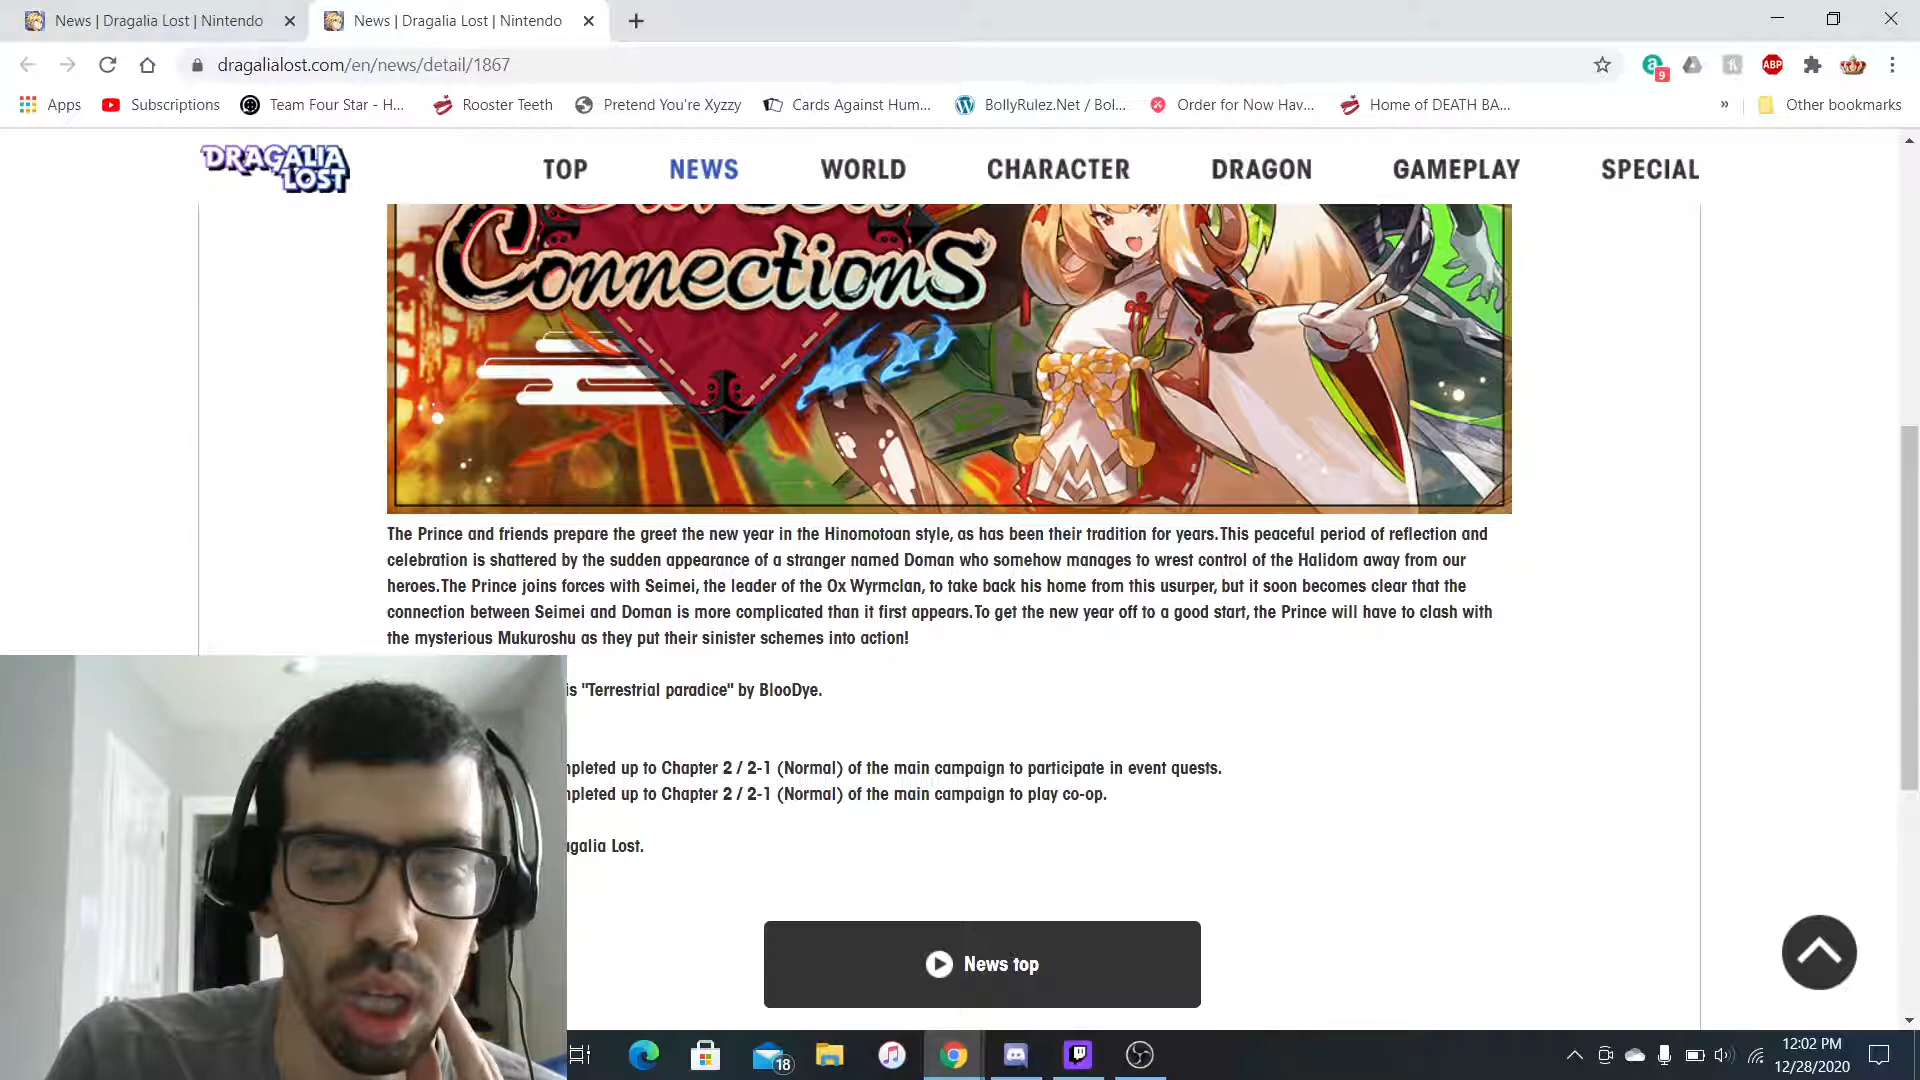 News | Dragalia Lost | Nintendo
News | Dragalia Lost | Nintendo
dragalialost.com/en/news/detail/1867
9
ABP
Apps
Subscriptions
Team Four Star - H...
Rooster Teeth
Pretend You're Xyzzy
Cards Against Hum...
BollyRulez.Net / Bol...
Order for Now Hav...
Home of DEATH BA...
»
Other bookmarks
DRAGALIA LOST
TOP
NEWS
WORLD
CHARACTER
DRAGON
GAMEPLAY
SPECIAL
Connections
The Prince and friends prepare the greet the new year in the Hinomotoan style, as has been their tradition for years.This peaceful period of reflection and
celebration is shattered by the sudden appearance of a stranger named Doman who somehow manages to wrest control of the Halidom away from our
heroes.The Prince joins forces with Seimei, the leader of the Ox Wyrmclan, to take back his home from this usurper, but it soon becomes clear that the
connection between Seimei and Doman is more complicated than it first appears.To get the new year off to a good start, the Prince will have to clash with
the mysterious Mukuroshu as they put their sinister schemes into action!
is "Terrestrial paradice" by BlooDye.
mpleted up to Chapter 2 / 2-1 (Normal) of the main campaign to participate in event quests.
mpleted up to Chapter 2 / 2-1 (Normal) of the main campaign to play co-op.
agalia Lost.
News top
18
12:02 PM
12/28/2020